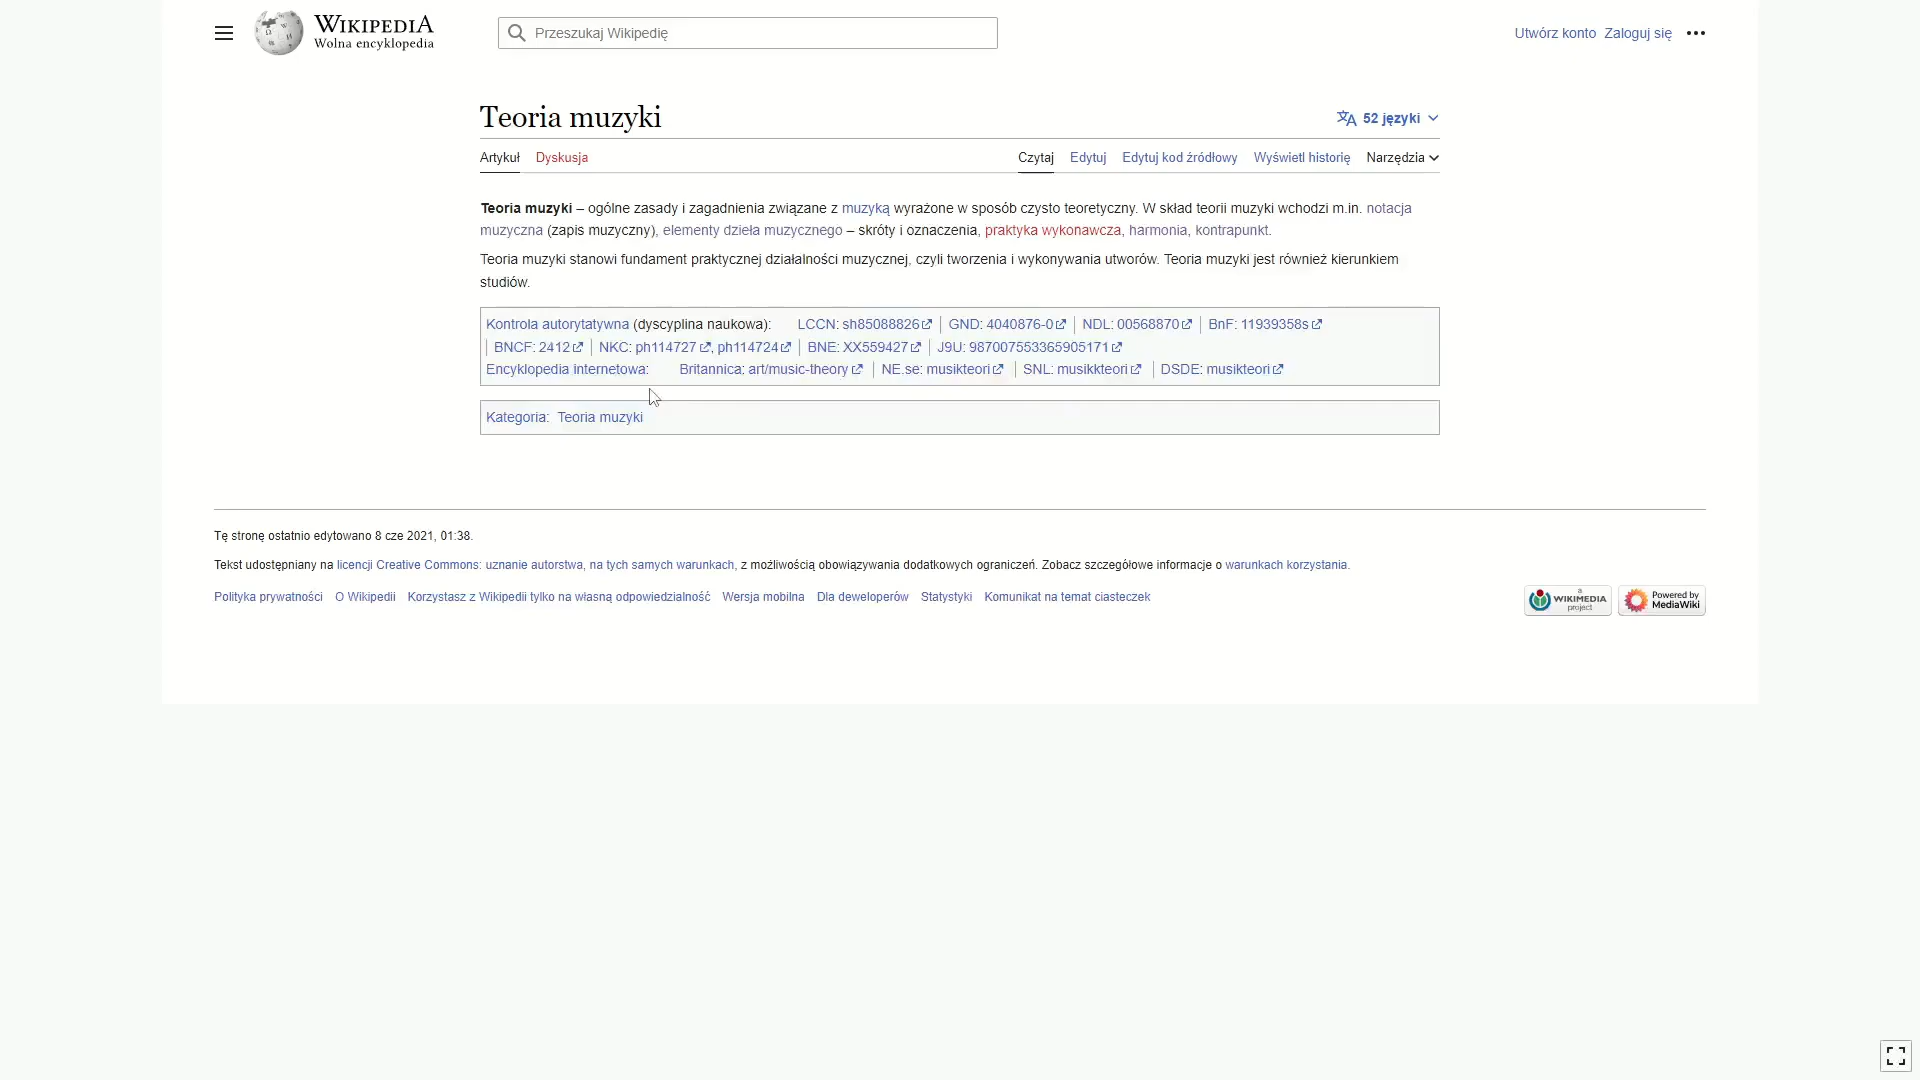 WIKIPEDIA
Wolna encyklopedia
Przeszukaj Wikipedię
Utwórz konto Zaloguj się
Teoria muzyki
52 języki
Artykuł Dyskusja
Czytaj Edytuj Edytuj kod źródłowy Wyświetl historię Narzędzia
Teoria muzyki – ogólne zasady i zagadnienia związane z muzyką wyrażone w sposób czysto teoretyczny. W skład teorii muzyki wchodzi m.in. notacja
muzyczna (zapis muzyczny), elementy dzieła muzycznego – skróty i oznaczenia, praktyka wykonawcza, harmonia, kontrapunkt.
Teoria muzyki stanowi fundament praktycznej działalności muzycznej, czyli tworzenia i wykonywania utworów. Teoria muzyki jest również kierunkiem
studiów.
Kontrola autorytatywna (dyscyplina naukowa): LCCN: sh85088826 | GND: 4040876-0 | NDL: 00568870 | BnF: 11939358s
| BNCF: 2412 | NKC: ph114727, ph114724 | BNE: XX559427 | J9U: 987007553365905171
Encyklopedia internetowa: Britannica: art/music-theory | NE.se: musikteori | SNL: musikkteori | DSDE: musikteori
Kategoria: Teoria muzyki
Tę stronę ostatnio edytowano 8 cze 2021, 01:38.
Tekst udostępniany na licencji Creative Commons: uznanie autorstwa, na tych samych warunkach, z możliwością obowiązywania dodatkowych ograniczeń. Zobacz szczegółowe informacje o warunkach korzystania.
Polityka prywatności O Wikipedii Korzystasz z Wikipedii tylko na własną odpowiedzialność Wersja mobilna Dla deweloperów Statystyki Komunikat na temat ciasteczek
a
WIKIMEDIA
project
Powered by
MediaWiki